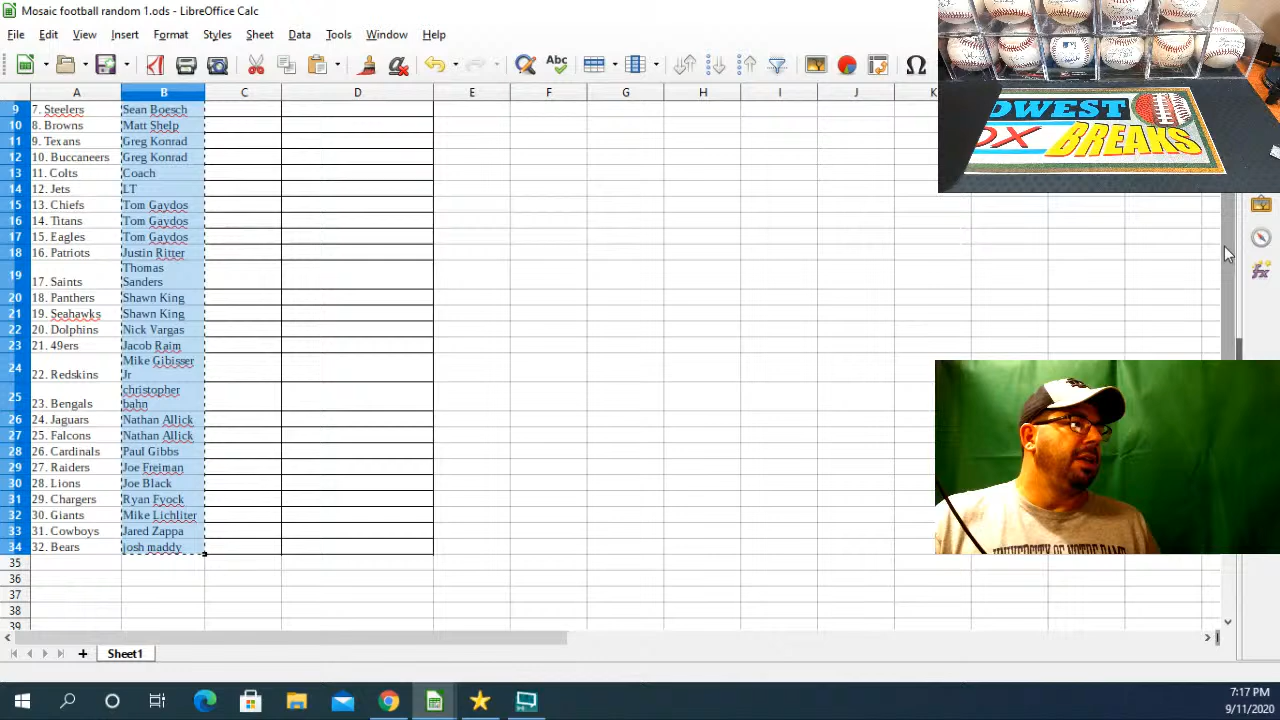 Mosaic football random 1.ods - LibreOffice Calc
File Edit View Insert Format Styles Sheet Data Tools Window Help
A B C D E F G H I J K
9 7. Steelers Sean Boesch
10 8. Browns Matt Shelp
11 9. Texans Greg Konrad
12 10. Buccaneers Greg Konrad
13 11. Colts Coach
14 12. Jets LT
15 13. Chiefs Tom Gaydos
16 14. Titans Tom Gaydos
17 15. Eagles Tom Gaydos
18 16. Patriots Justin Ritter
Thomas
19 17. Saints Sanders
20 18. Panthers Shawn King
21 19. Seahawks Shawn King
22 20. Dolphins Nick Vargas
23 21. 49ers Jacob Raim
Mike Gibisser
24 22. Redskins Jr
christopher
25 23. Bengals bahn
26 24. Jaguars Nathan Allick
27 25. Falcons Nathan Allick
28 26. Cardinals Paul Gibbs
29 27. Raiders Joe Freiman
30 28. Lions Joe Black
31 29. Chargers Ryan Fyock
32 30. Giants Mike Lichliter
33 31. Cowboys Jared Zappa
34 32. Bears josh maddy
35
36
37
38
39
Sheet1
DWEST
OX BREAKS
UNIVERSITY OF NOTRE DAME
7:17 PM
9/11/2020